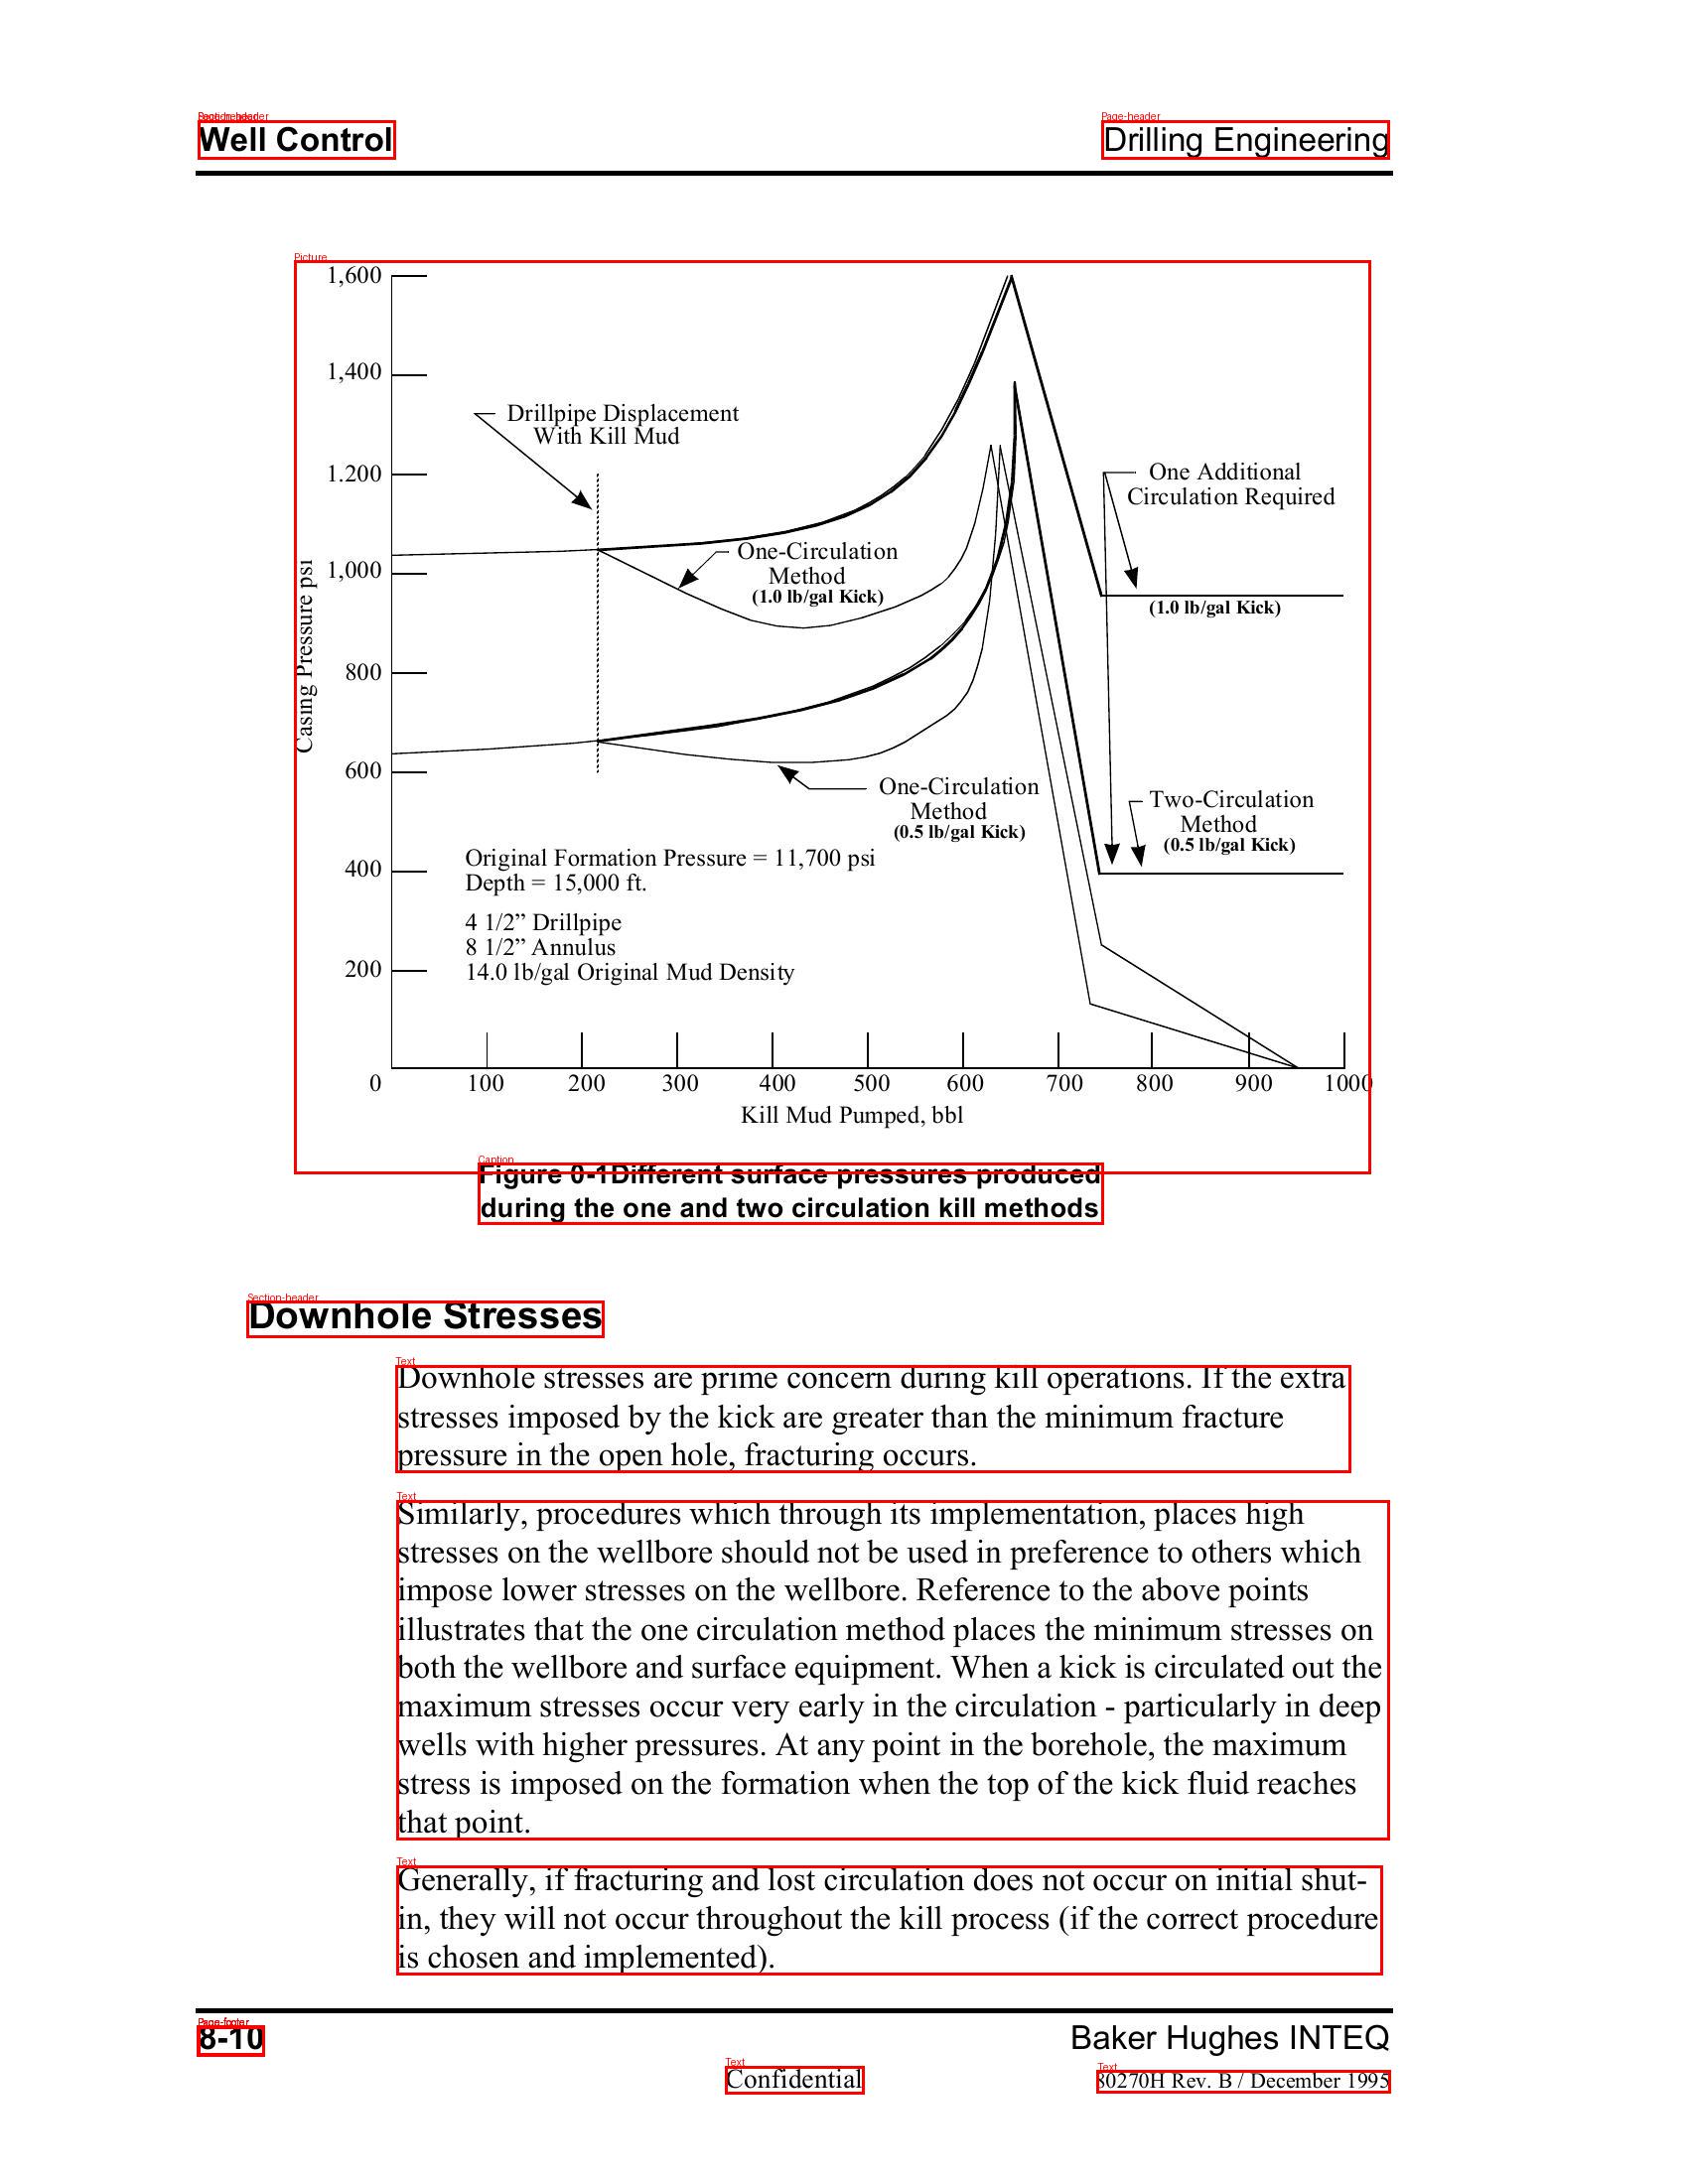 Well Control
Drilling Engineering
Picture
1,600
1,400
1.200
1,000
800
600
400
200
0
Casing Pressure psi
Drillpipe Displacement
With Kill Mud
One-Circulation
Method
(1.0 lb/gal Kick)
One Additional
Circulation Required
(1.0 lb/gal Kick)
One-Circulation
Method
(0.5 lb/gal Kick)
Two-Circulation
Method
(0.5 lb/gal Kick)
Original Formation Pressure = 11,700 psi
Depth = 15,000 ft.
4 1/2” Drillpipe
8 1/2” Annulus
14.0 lb/gal Original Mud Density
100 200 300 400 500 600 700 800 900 1000
Kill Mud Pumped, bbl
Caption
Figure 0-1Different surface pressures produced
during the one and two circulation kill methods
Section-header
Downhole Stresses
Text
Downhole stresses are prime concern during kill operations. If the extra
stresses imposed by the kick are greater than the minimum fracture
pressure in the open hole, fracturing occurs.
Text
Similarly, procedures which through its implementation, places high
stresses on the wellbore should not be used in preference to others which
impose lower stresses on the wellbore. Reference to the above points
illustrates that the one circulation method places the minimum stresses on
both the wellbore and surface equipment. When a kick is circulated out the
maximum stresses occur very early in the circulation - particularly in deep
wells with higher pressures. At any point in the borehole, the maximum
stress is imposed on the formation when the top of the kick fluid reaches
that point.
Text
Generally, if fracturing and lost circulation does not occur on initial shut-
in, they will not occur throughout the kill process (if the correct procedure
is chosen and implemented).
8-10
Baker Hughes INTEQ
Text
Confidential
Text
80270H Rev. B / December 1995